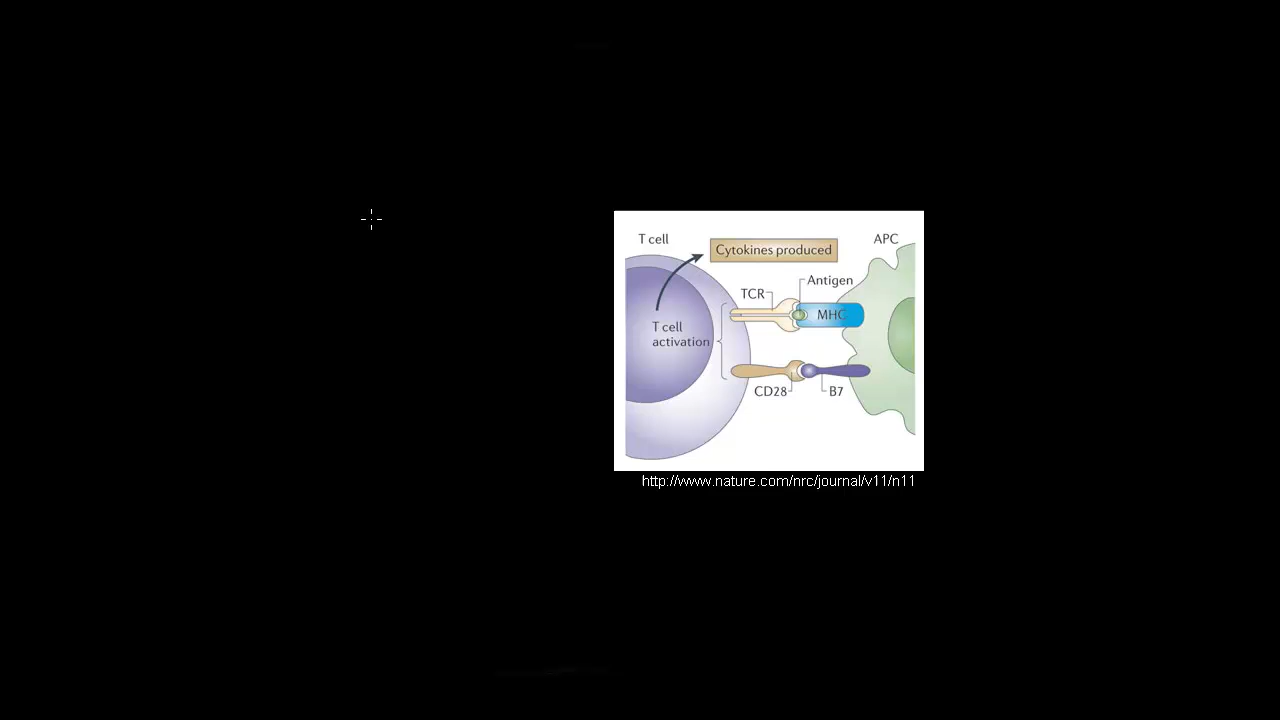 T cell
Cytokines produced
APC
Antigen
TCR
MHC
T cell
activation
CD28
B7
http://www.nature.com/nrc/journal/v11/n11